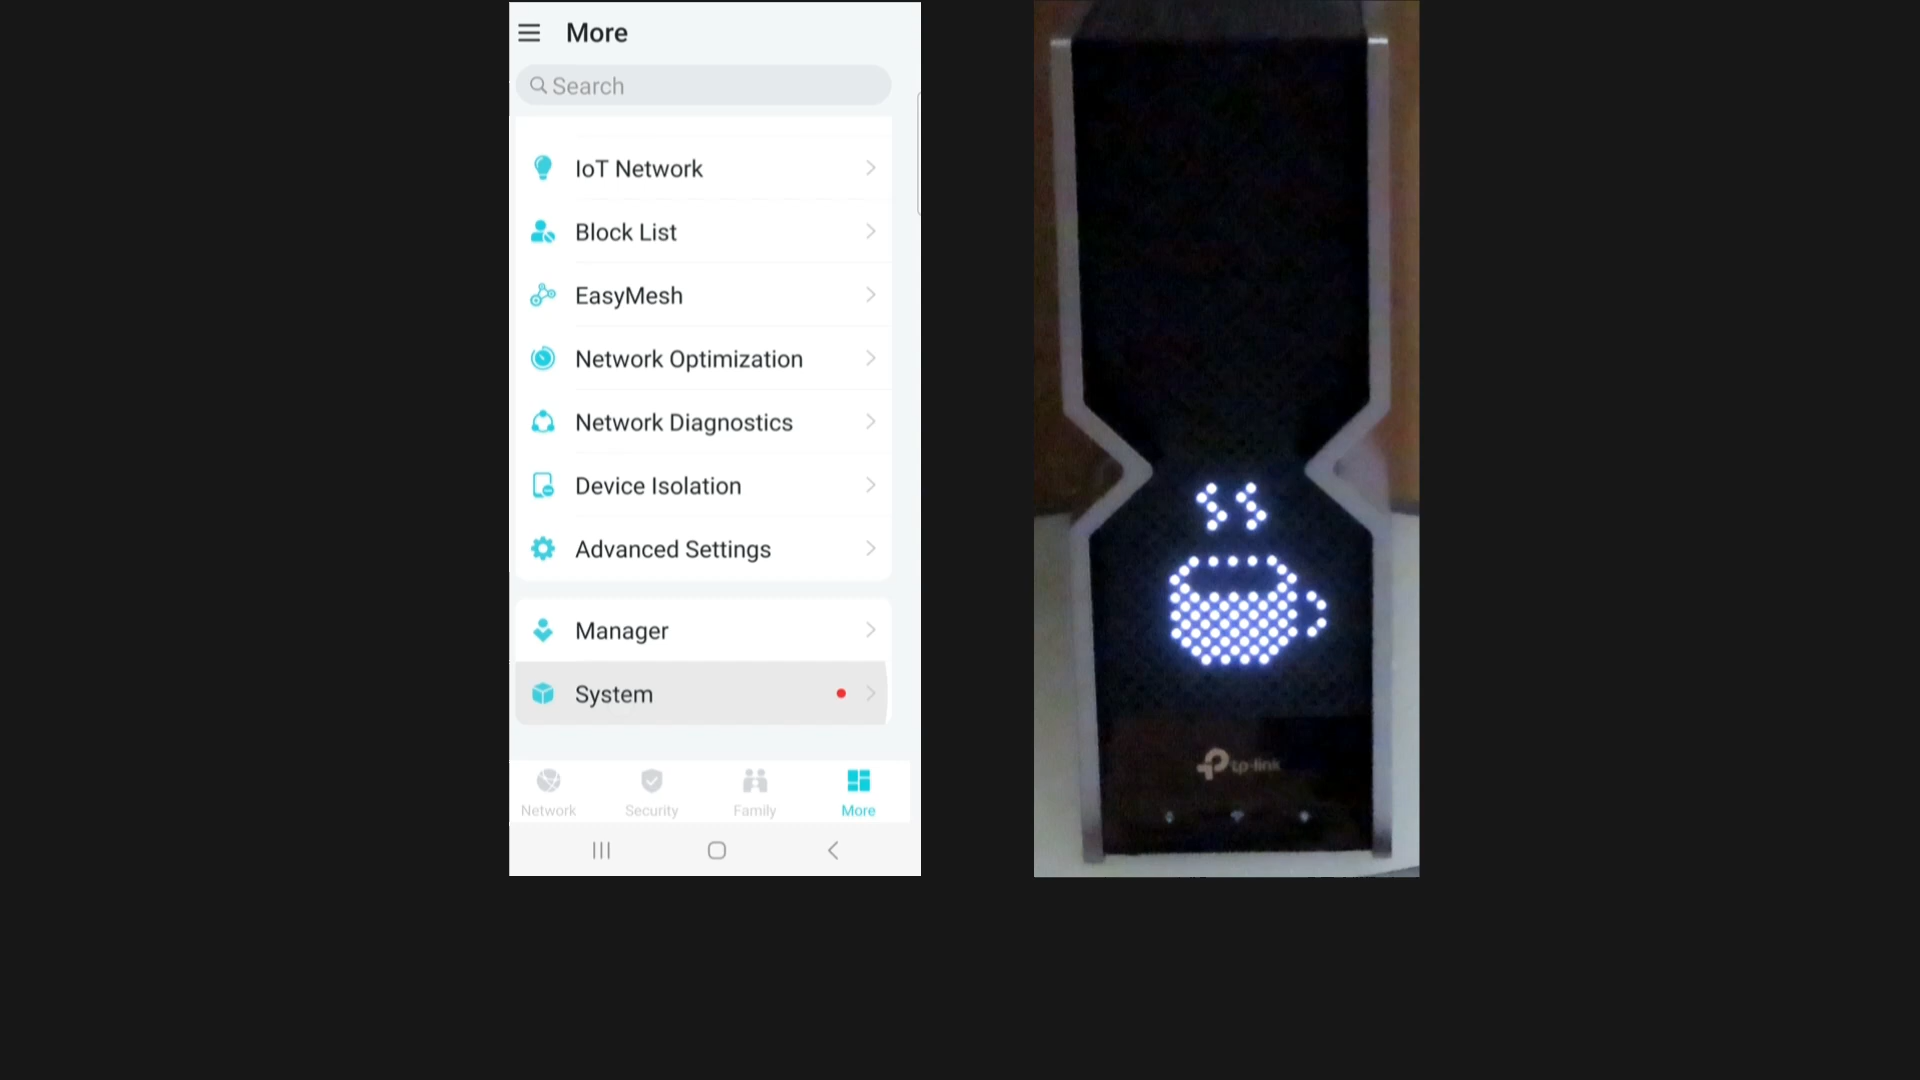 More
Search
IoT Network
Block List
EasyMesh
Network Optimization
Network Diagnostics
Device Isolation
Advanced Settings
Manager
System
Network
Security
Family
More
tp-link